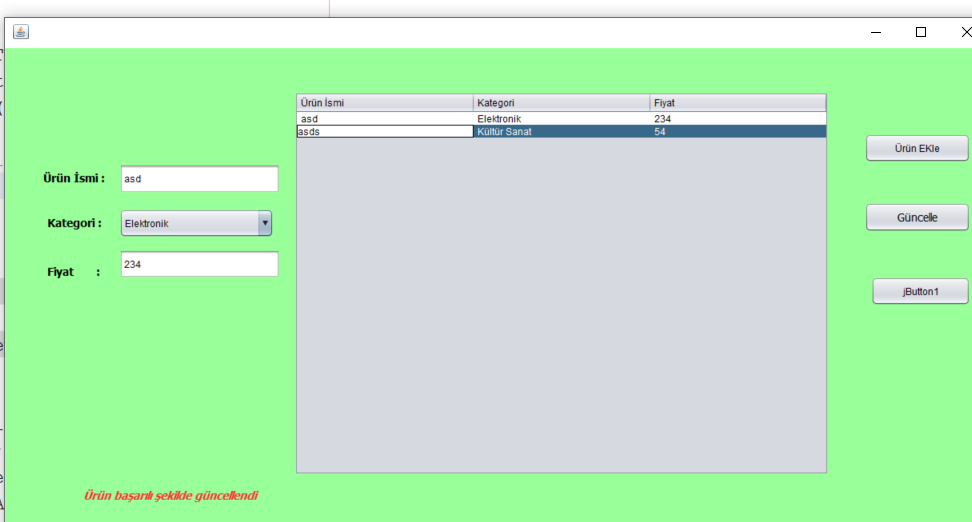 Ürün İsmi Kategori Fiyat
asd Elektronik 234
asds Kültür Sanat 54
Ürün EKle
Ürün İsmi : asd
Güncelle
Kategori : Elektronik
Fiyat : 234
jButton1
Ürün başarılı şekilde güncellendi